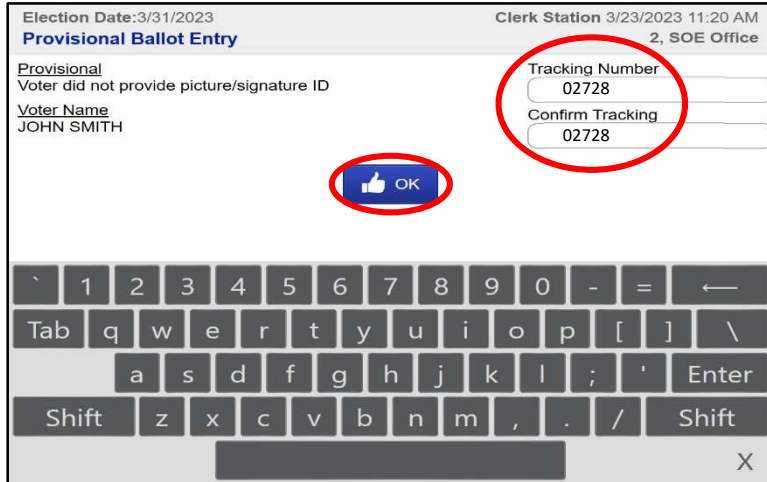 Election Date:3/31/2023
Clerk Station 3/23/2023 11:20 AM
Provisional Ballot Entry
2, SOE Office
Provisional
Voter did not provide picture/signature ID
Voter Name
JOHN SMITH
Tracking Number
02728
Confirm Tracking
02728
OK
` 1 2 3 4 5 6 7 8 9 0 - = ←
Tab q w e r t y u i o p [ ] \
a s d f g h j k l ; ' Enter
Shift z x c v b n m , . / Shift
X